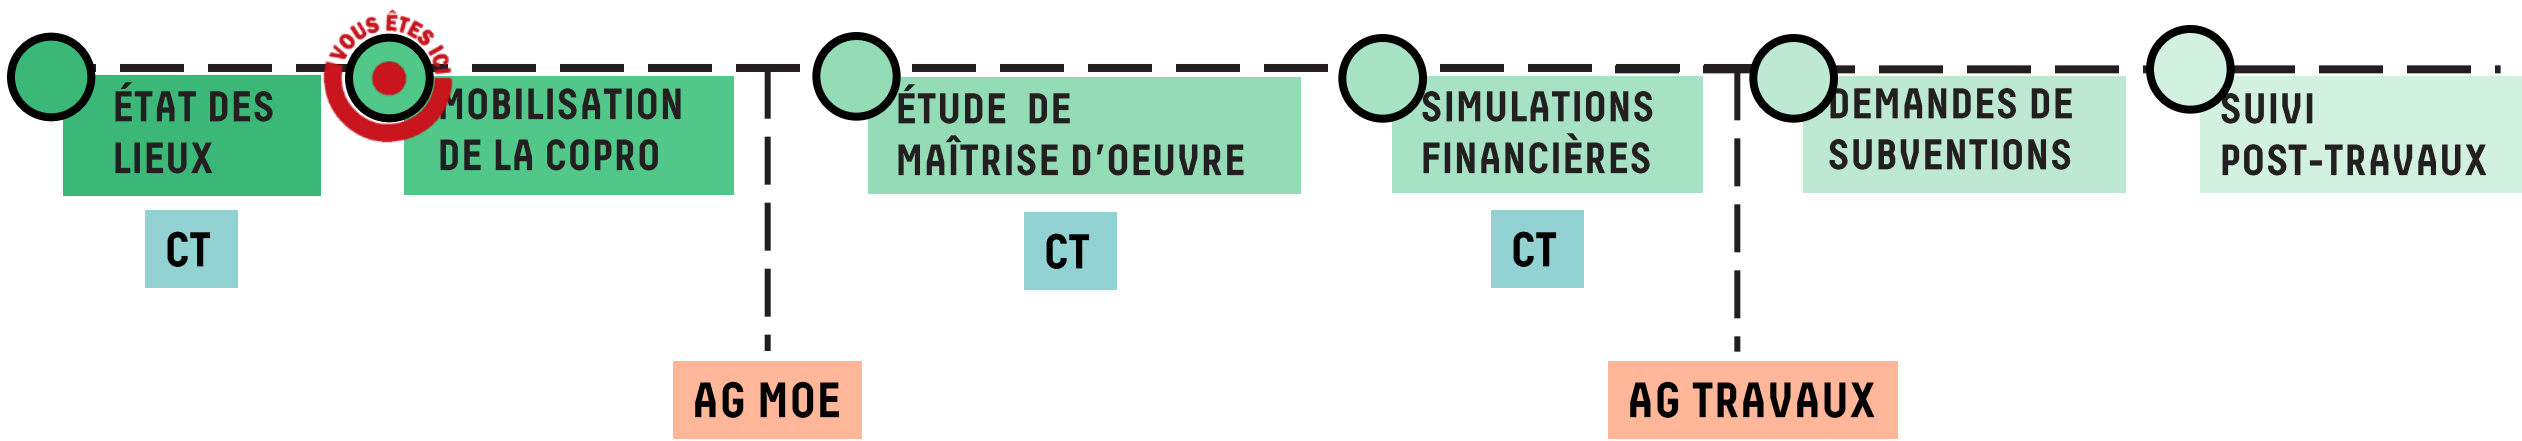 VOUS ÊTES ICI
ÉTAT DES
LIEUX
MOBILISATION
DE LA COPRO
ÉTUDE DE
MAÎTRISE D'OEUVRE
SIMULATIONS
FINANCIÈRES
DEMANDES DE
SUBVENTIONS
SUIVI
POST-TRAVAUX
CT
CT
CT
AG MOE
AG TRAVAUX